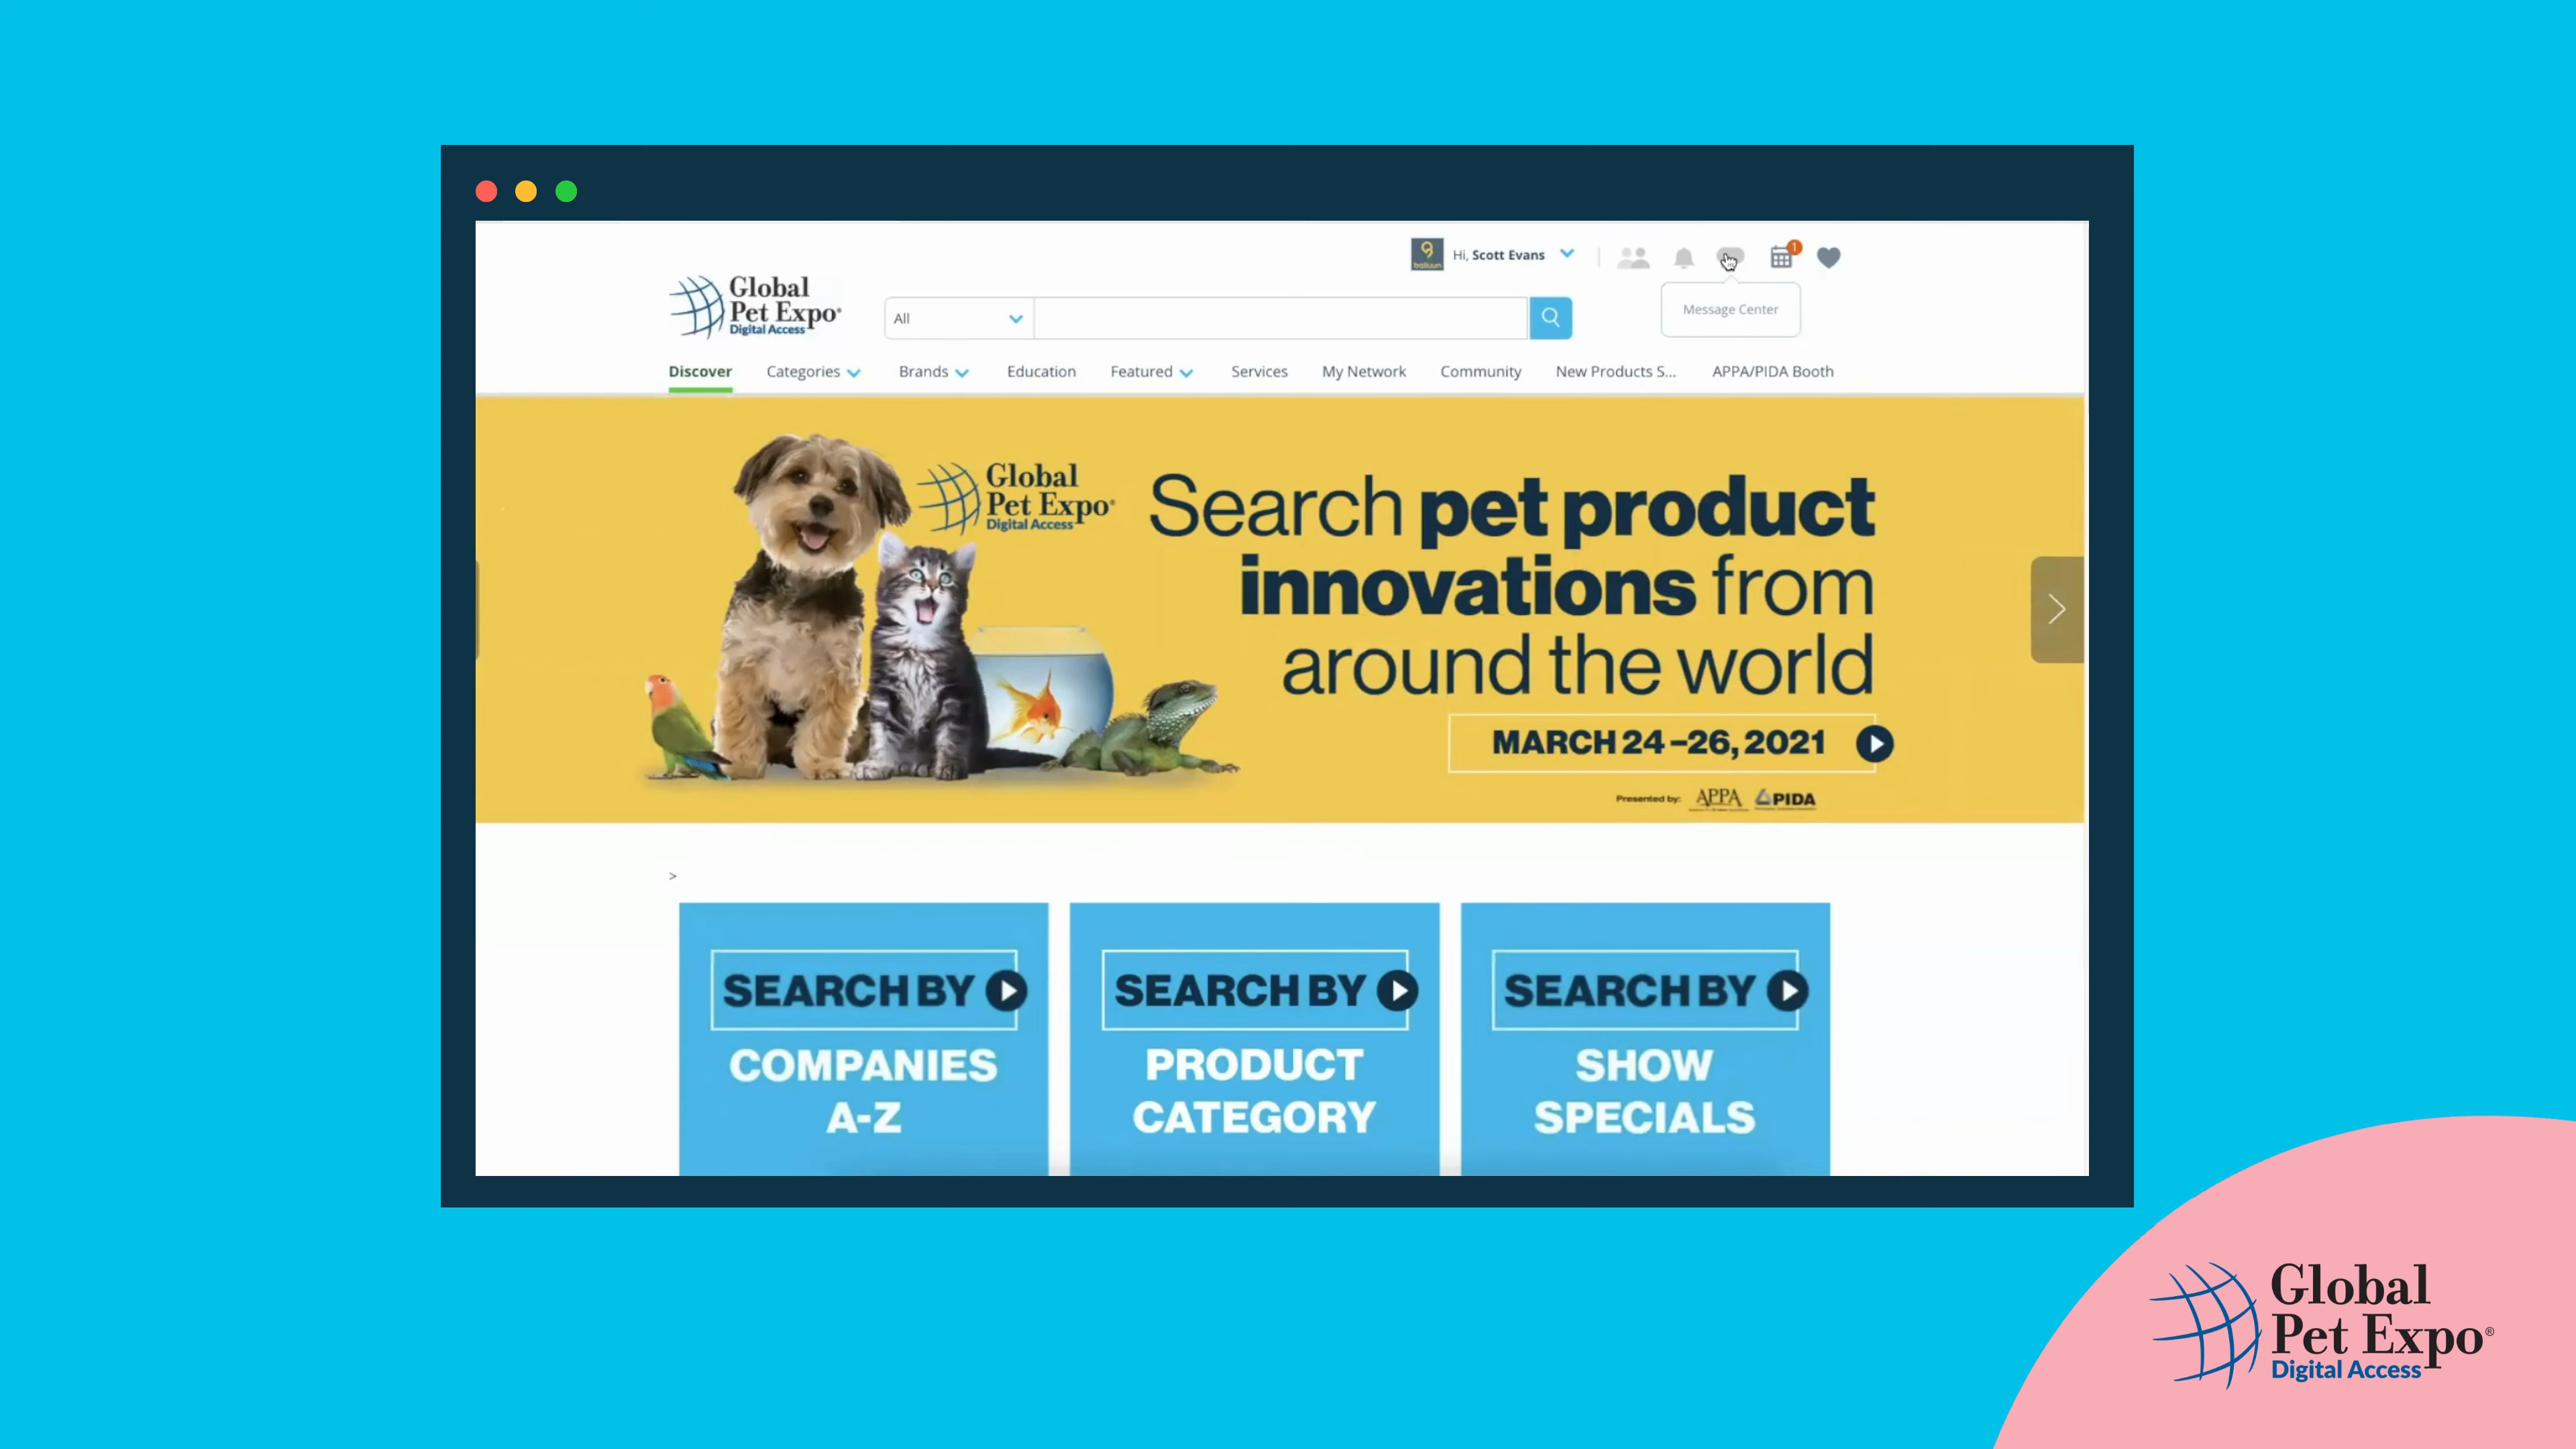 balluun
Hi, Scott Evans
1
Global
Pet Expo®
Digital Access
All
Message Center
Discover Categories Brands Education Featured Services My Network Community New Products S... APPA/PIDA Booth
Global
Pet Expo®
Digital Access
Search pet product
innovations from
around the world
MARCH 24–26, 2021
Presented by: APPA PIDA
>
SEARCH BY
COMPANIES
A-Z
SEARCH BY
PRODUCT
CATEGORY
SEARCH BY
SHOW
SPECIALS
Global
Pet Expo®
Digital Access